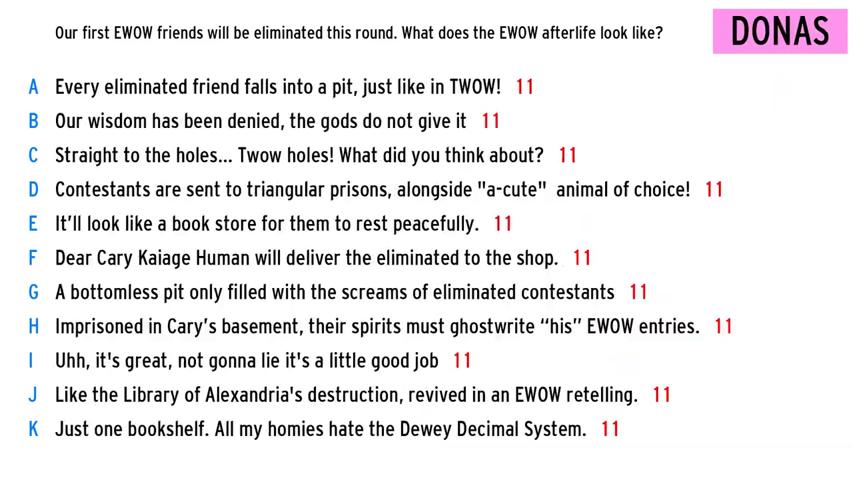 Our first EWOW friends will be eliminated this round. What does the EWOW afterlife look like?
DONAS
A Every eliminated friend falls into a pit, just like in TWOW! 11
B Our wisdom has been denied, the gods do not give it 11
C Straight to the holes... Twow holes! What did you think about? 11
D Contestants are sent to triangular prisons, alongside "a-cute" animal of choice! 11
E It’ll look like a book store for them to rest peacefully. 11
F Dear Cary Kaiage Human will deliver the eliminated to the shop. 11
G A bottomless pit only filled with the screams of eliminated contestants 11
H Imprisoned in Cary’s basement, their spirits must ghostwrite “his” EWOW entries. 11
I Uhh, it's great, not gonna lie it's a little good job 11
J Like the Library of Alexandria's destruction, revived in an EWOW retelling. 11
K Just one bookshelf. All my homies hate the Dewey Decimal System. 11